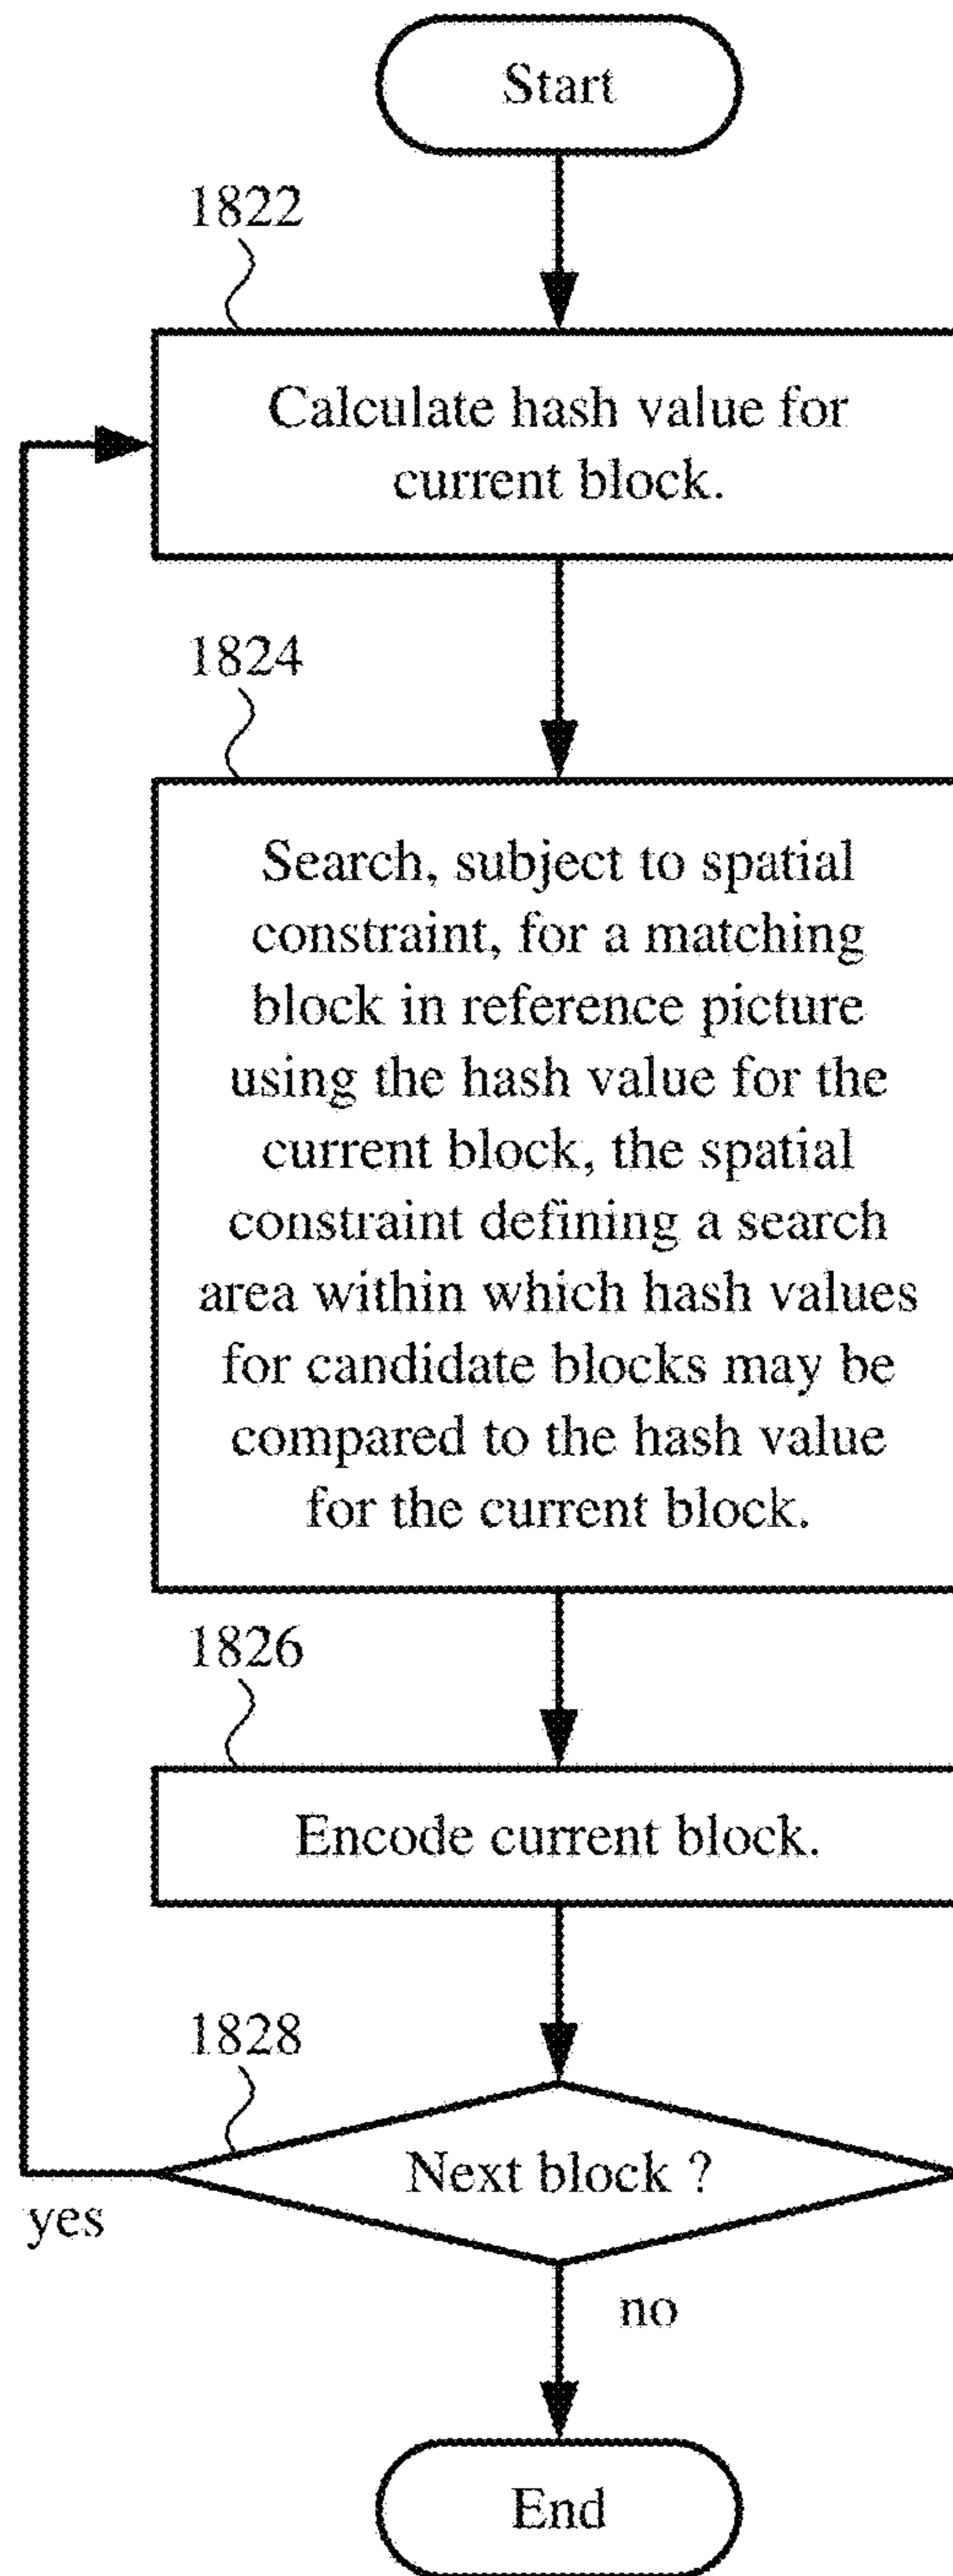 Start
1822
Calculate hash value for
current block.
1824
Search, subject to spatial
constraint, for a matching
block in reference picture
using the hash value for the
current block, the spatial
constraint defining a search
area within which hash values
for candidate blocks may be
compared to the hash value
for the current block.
1826
Encode current block.
1828
Next block ?
yes
no
End